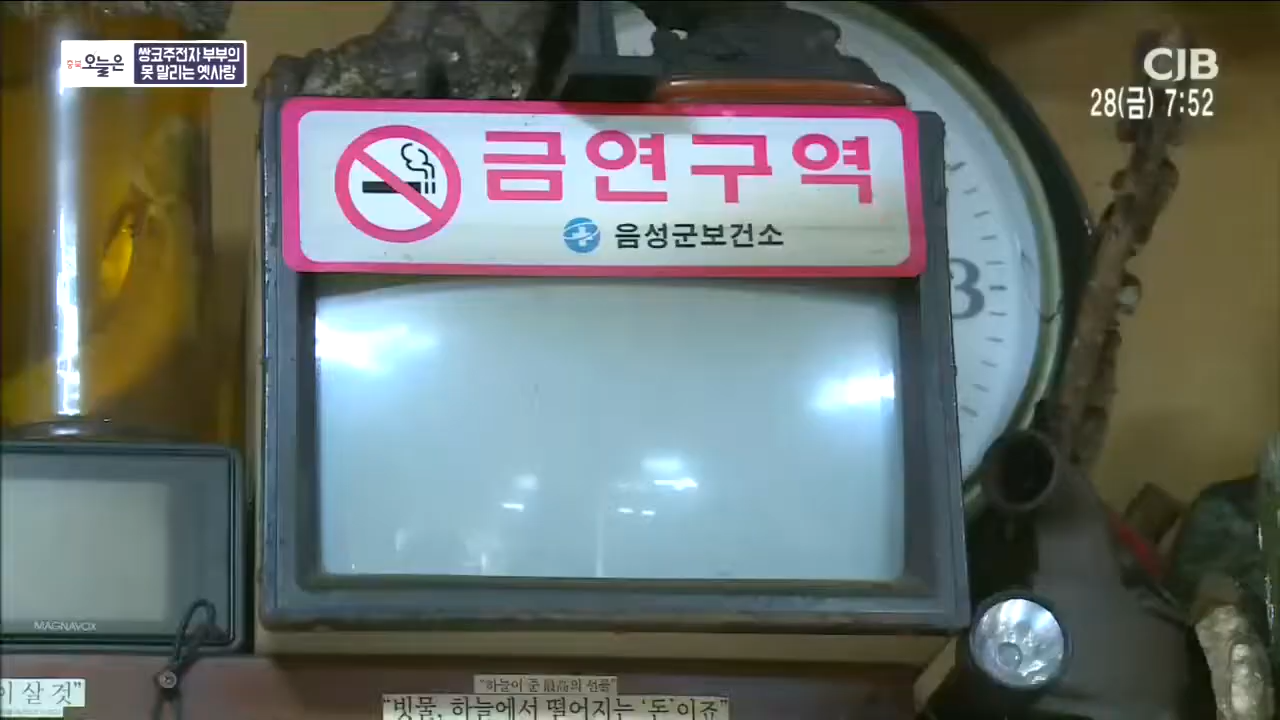 오늘은
쌍코주전자 부부의
못 말리는 옛사랑
CJB
28(금) 7:52
금연구역
음성군보건소
3
MAGNAVOX
이 살 것”
“하늘이 준 最高의 선물”
“빗물, 하늘에서 떨어지는 ‘돈’이죠”